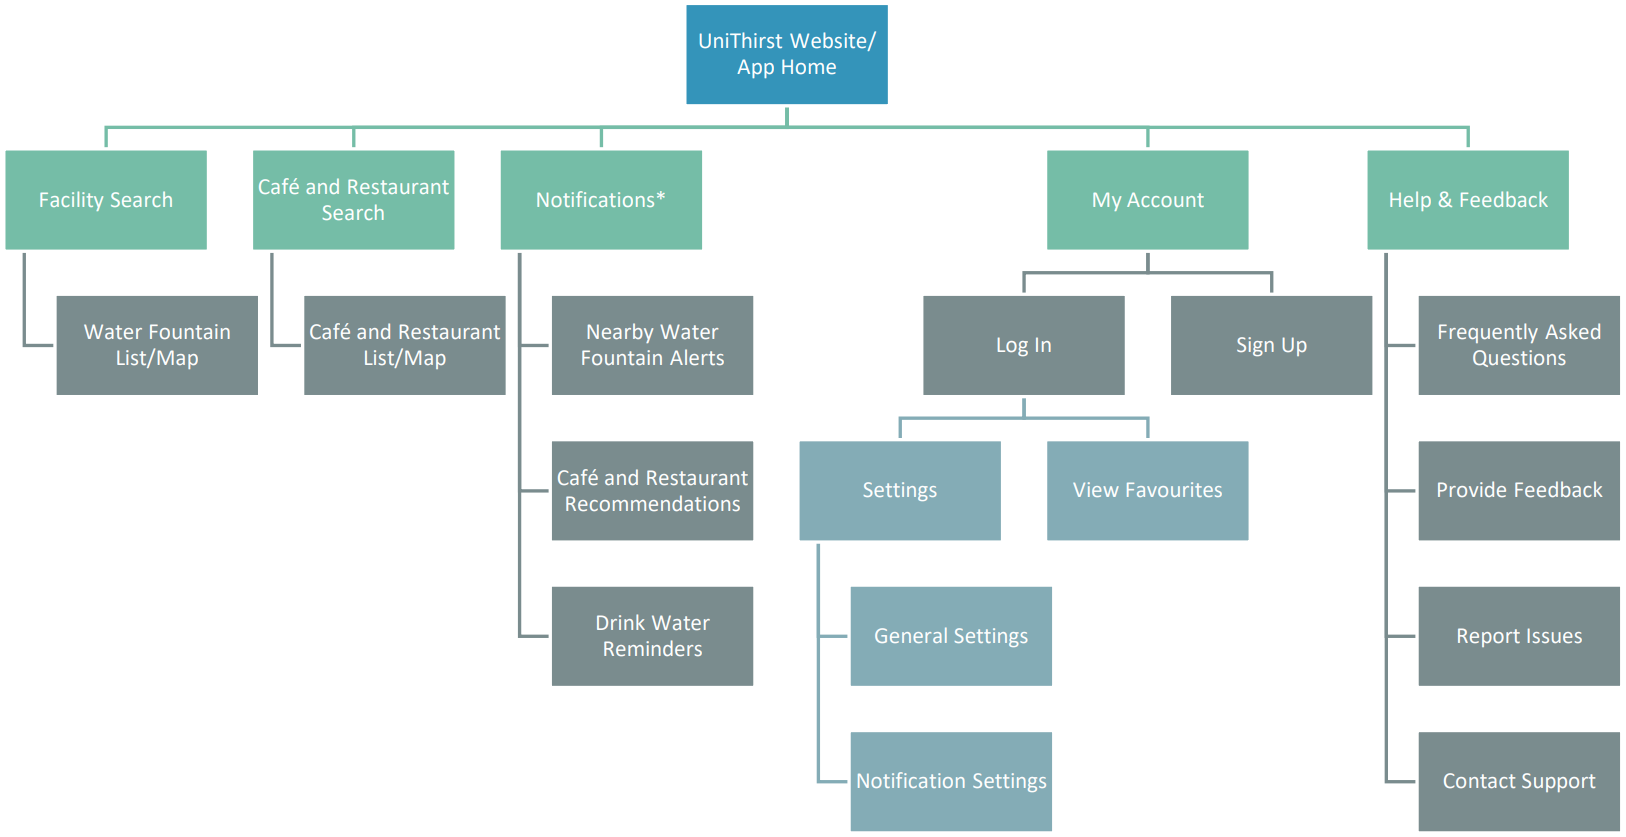 UniThirst Website/
App Home
Facility Search
Café and Restaurant
Search
Notifications*
My Account
Help & Feedback
Water Fountain
List/Map
Café and Restaurant
List/Map
Nearby Water
Fountain Alerts
Log In
Sign Up
Frequently Asked
Questions
Café and Restaurant
Recommendations
Settings
View Favourites
Provide Feedback
Drink Water
Reminders
General Settings
Report Issues
Notification Settings
Contact Support